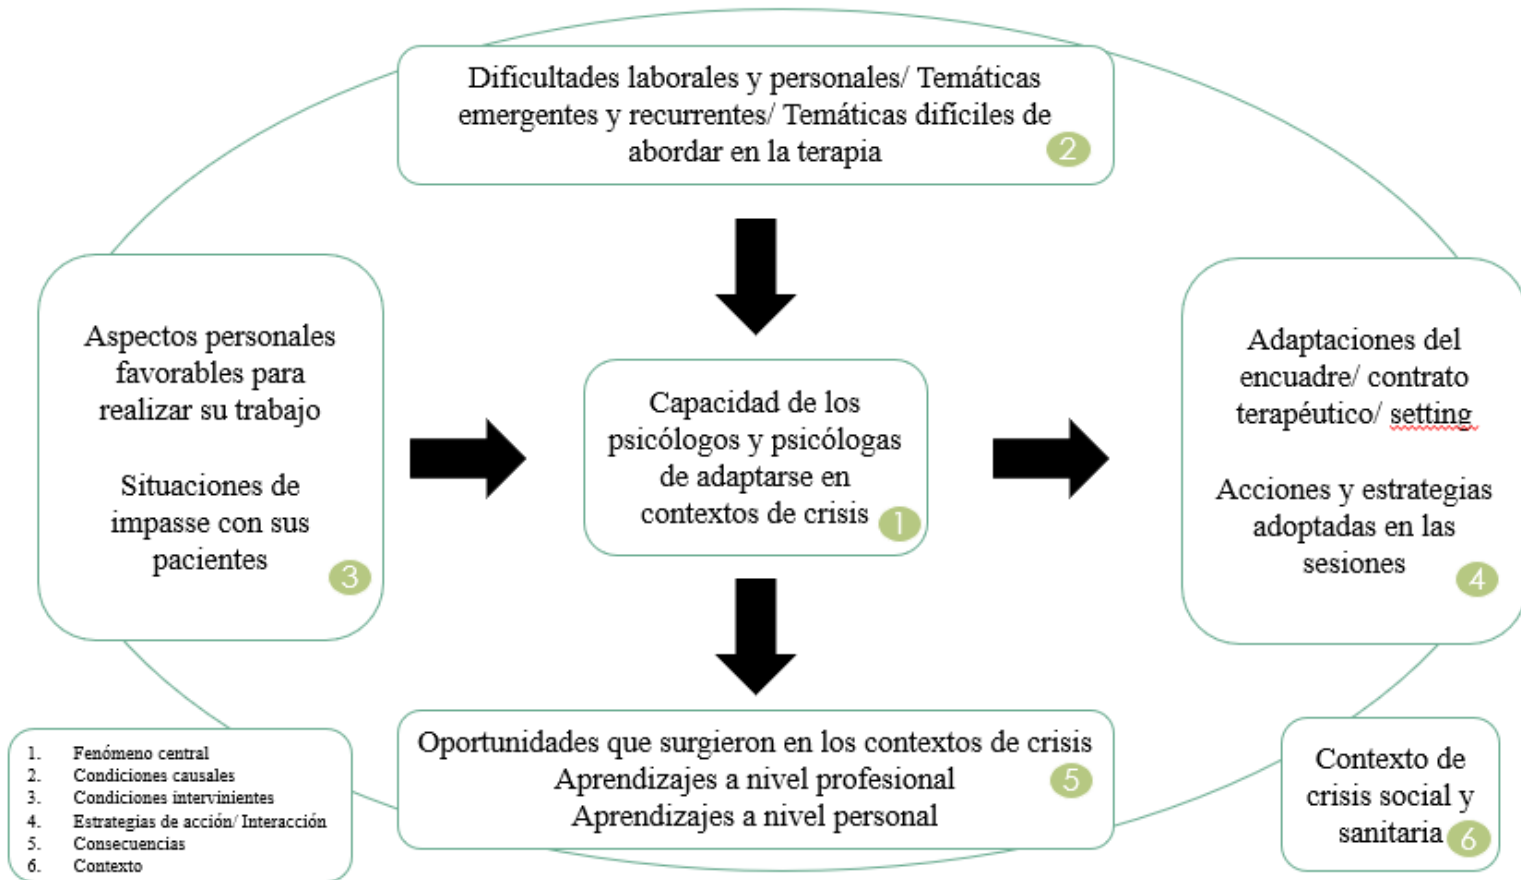 Dificultades laborales y personales/ Temáticas
emergentes y recurrentes/ Temáticas difíciles de
abordar en la terapia
2
Aspectos personales
favorables para
realizar su trabajo
Situaciones de
impasse con sus
pacientes
3
Capacidad de los
psicólogos y psicólogas
de adaptarse en
contextos de crisis
1
Adaptaciones del
encuadre/ contrato
terapéutico/ setting
Acciones y estrategias
adoptadas en las
sesiones
4
Oportunidades que surgieron en los contextos de crisis
Aprendizajes a nivel profesional
Aprendizajes a nivel personal
5
1. Fenómeno central
2. Condiciones causales
3. Condiciones intervinientes
4. Estrategias de acción/ Interacción
5. Consecuencias
6. Contexto
Contexto de
crisis social y
sanitaria
6